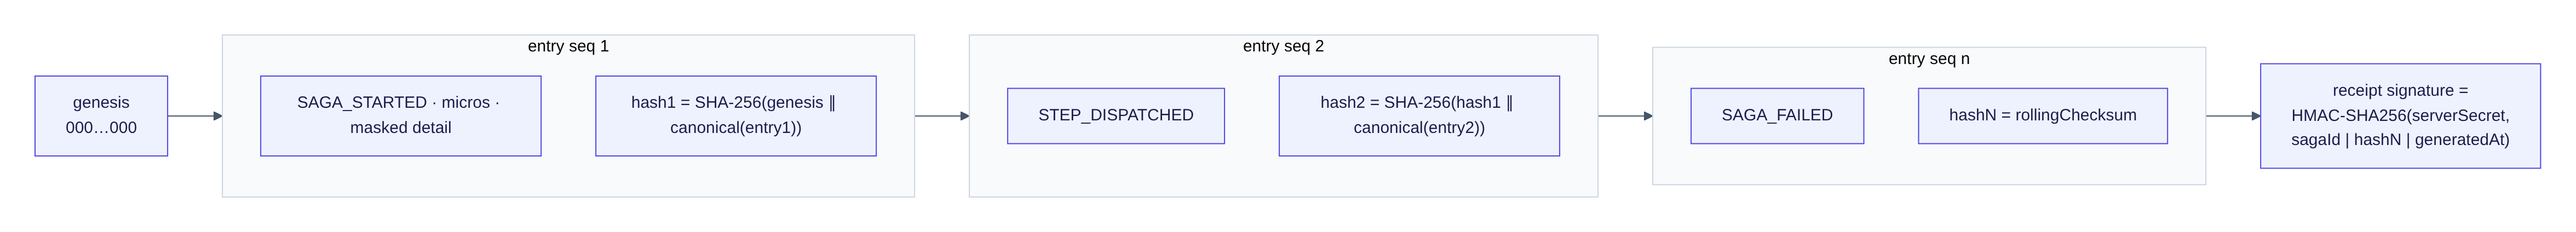 genesis
000…000
entry seq 1
SAGA_STARTED · micros ·
masked detail
hash1 = SHA-256(genesis ‖
canonical(entry1))
entry seq 2
STEP_DISPATCHED
hash2 = SHA-256(hash1 ‖
canonical(entry2))
entry seq n
SAGA_FAILED
hashN = rollingChecksum
receipt signature =
HMAC-SHA256(serverSecret,
sagaId | hashN | generatedAt)